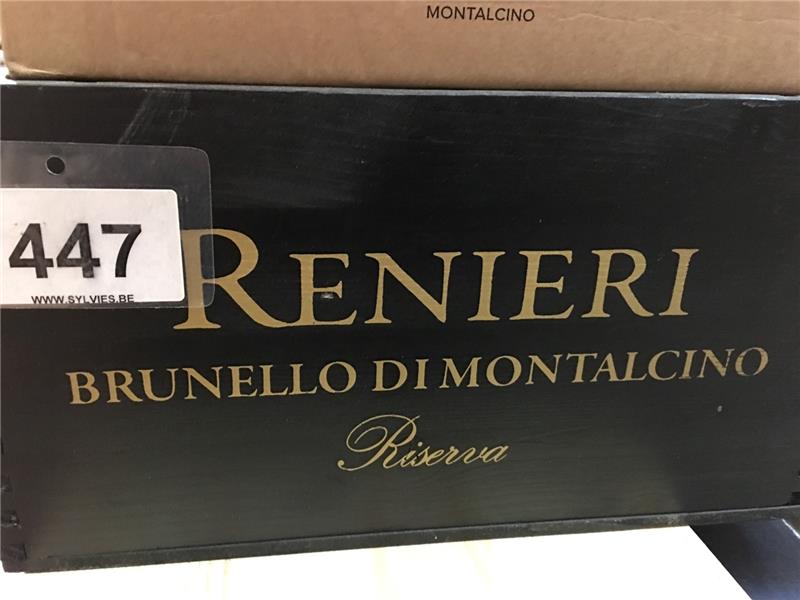 MONTALCINO
447
WWW.SYLVIES.BE
RENIERI
BRUNELLO DI MONTALCINO
Riserva